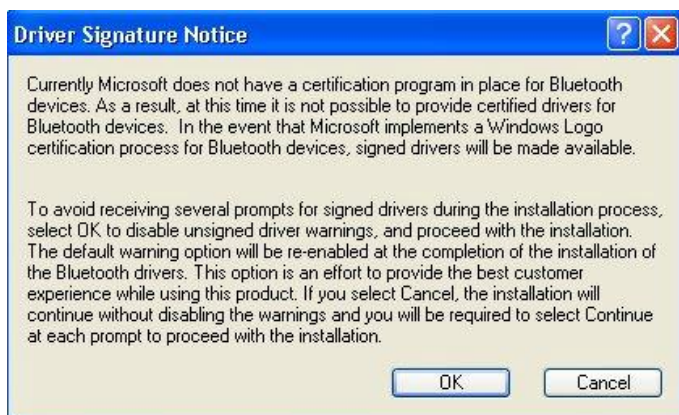 Driver Signature Notice
Currently Microsoft does not have a certification program in place for Bluetooth
devices. As a result, at this time it is not possible to provide certified drivers for
Bluetooth devices.  In the event that Microsoft implements a Windows Logo
certification process for Bluetooth devices, signed drivers will be made available.
To avoid receiving several prompts for signed drivers during the installation process,
select OK to disable unsigned driver warnings, and proceed with the installation.
The default warning option will be re-enabled at the completion of the installation of
the Bluetooth drivers. This option is an effort to provide the best customer
experience while using this product. If you select Cancel, the installation will
continue without disabling the warnings and you will be required to select Continue
at each prompt to proceed with the installation.
OK
Cancel